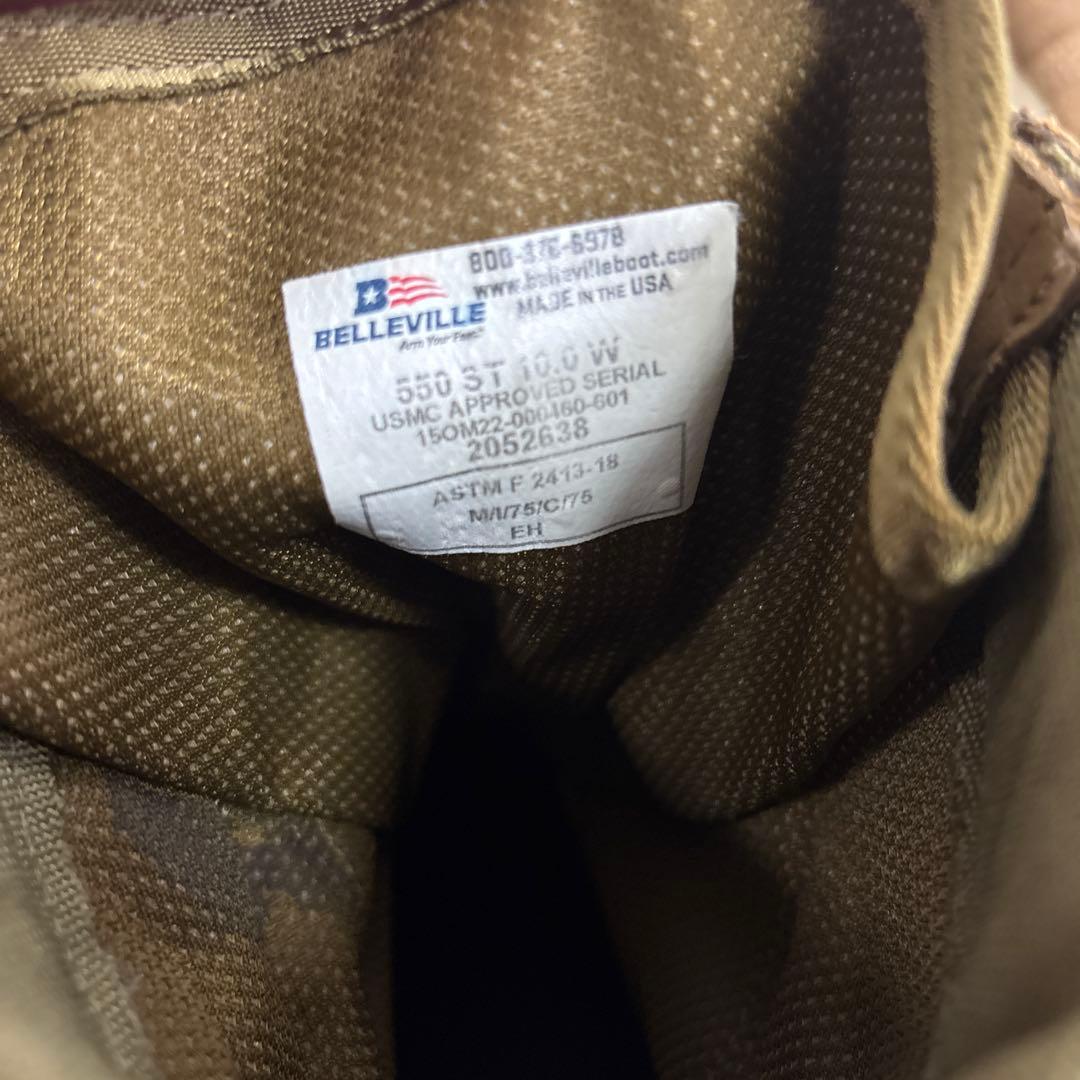 800-376-6978
www.bellevilleboot.com
MADE IN THE USA
B
BELLEVILLE
Arm Your Feet
550 ST 10.0 W
USMC APPROVED SERIAL
15OM22-000460-601
2052638
ASTM F 2413-18
M/I/75/C/75
EH